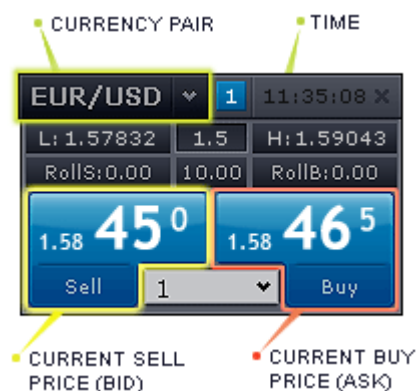 CURRENCY PAIR
TIME
EUR/USD 1 11:35:08 X
L:1.57832 1.5 H:1.59043
RollS:0.00 10.00 RollB:0.00
1.58 45 0 1.58 46 5
Sell 1 Buy
CURRENT SELL
PRICE (BID)
CURRENT BUY
PRICE (ASK)